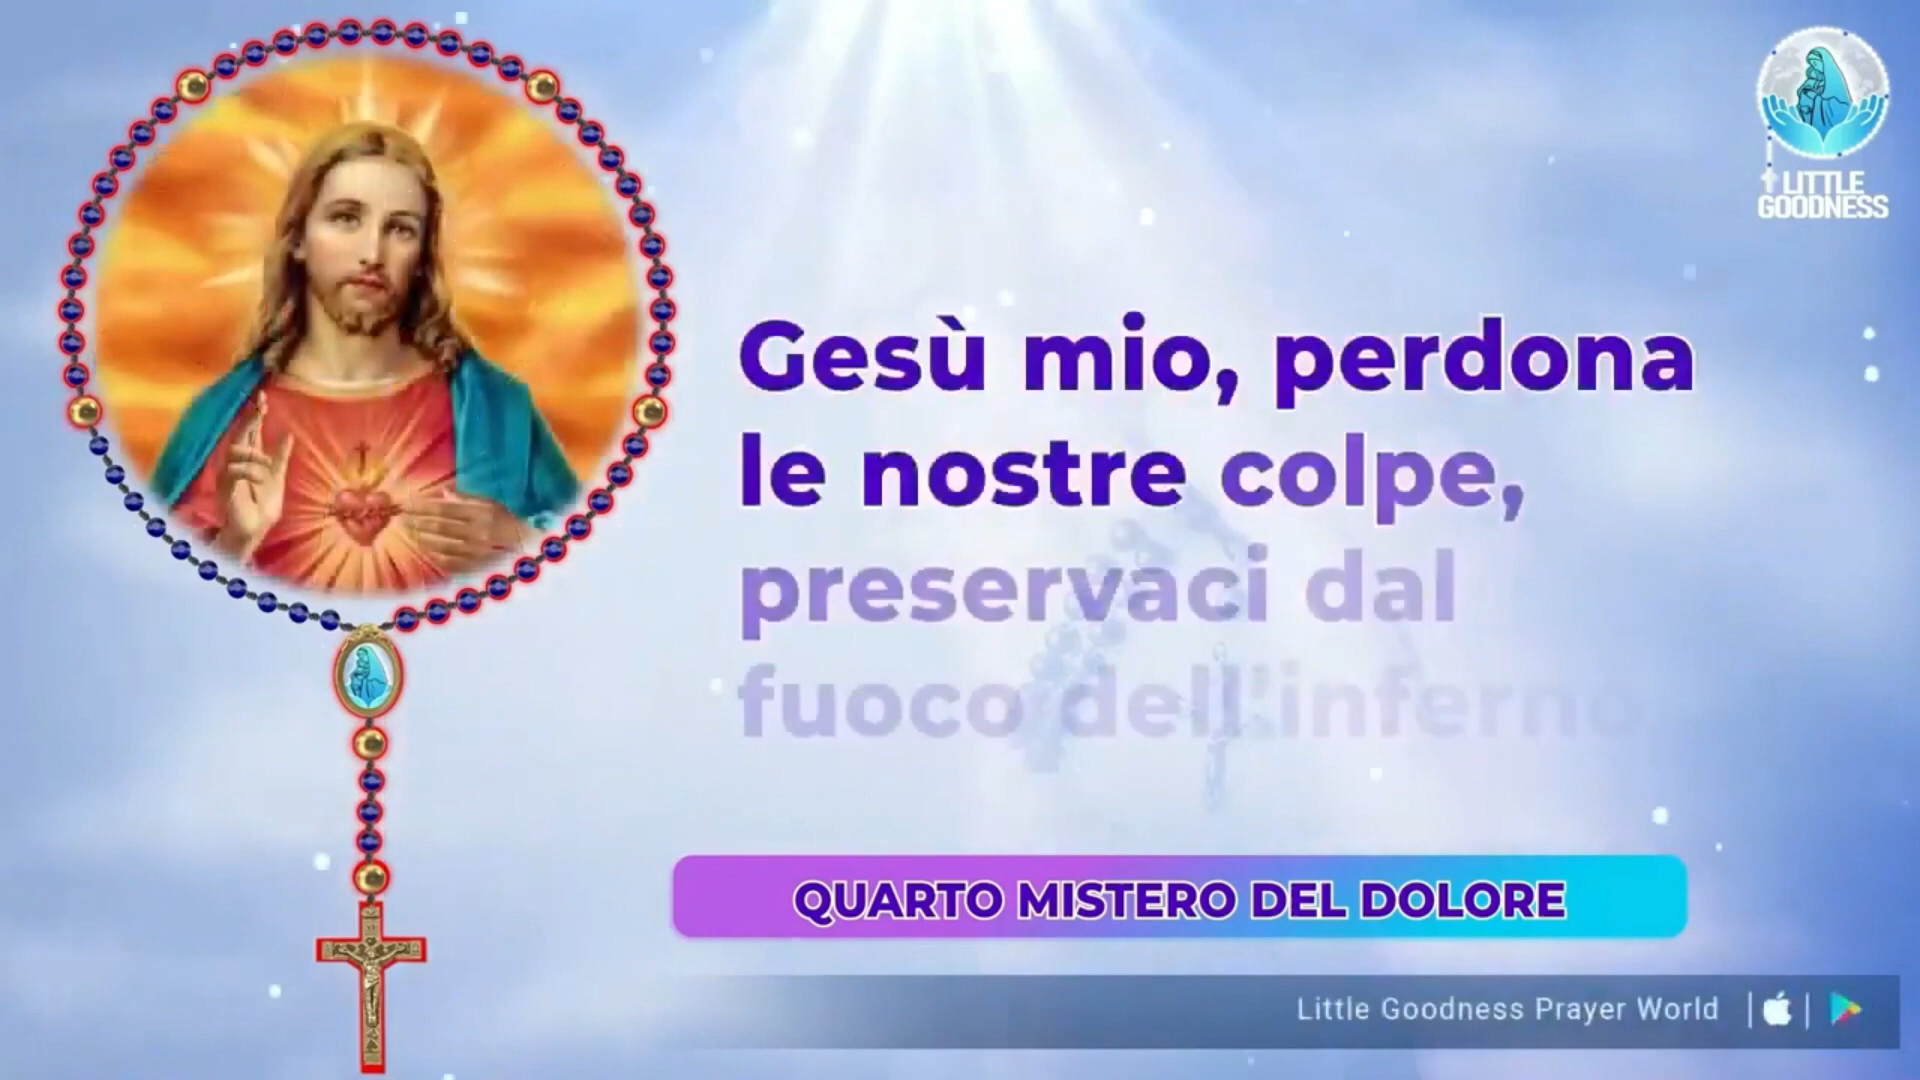 LITTLE
GOODNESS
Gesù mio, perdona
le nostre colpe,
preservaci dal
fuoco dell'inferno
QUARTO MISTERO DEL DOLORE
Little Goodness Prayer World